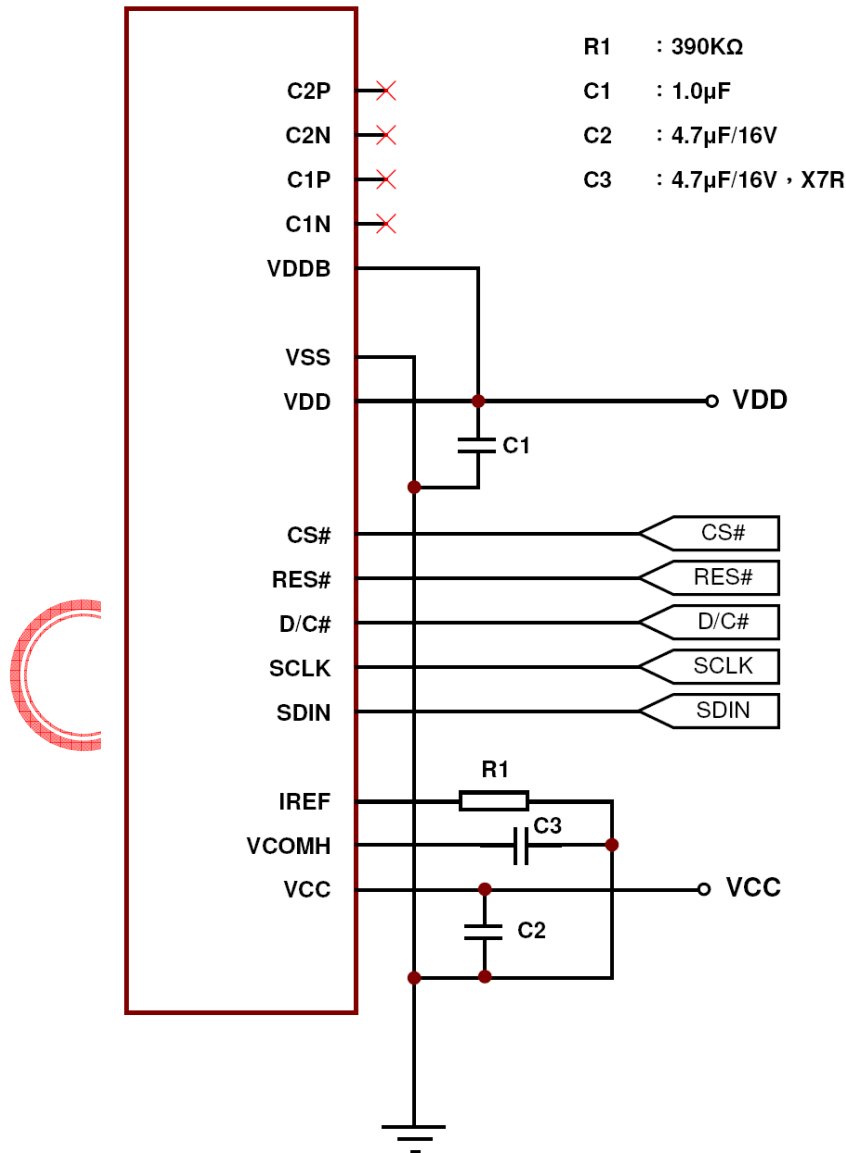 R1 : 390KΩ
C2P
C1 : 1.0µF
C2N
C2 : 4.7µF/16V
C1P
C3 : 4.7µF/16V，X7R
C1N
VDDB
VSS
VDD
VDD
C1
CS#
CS#
RES#
RES#
D/C#
D/C#
SCLK
SCLK
SDIN
SDIN
R1
IREF
C3
VCOMH
VCC
VCC
C2